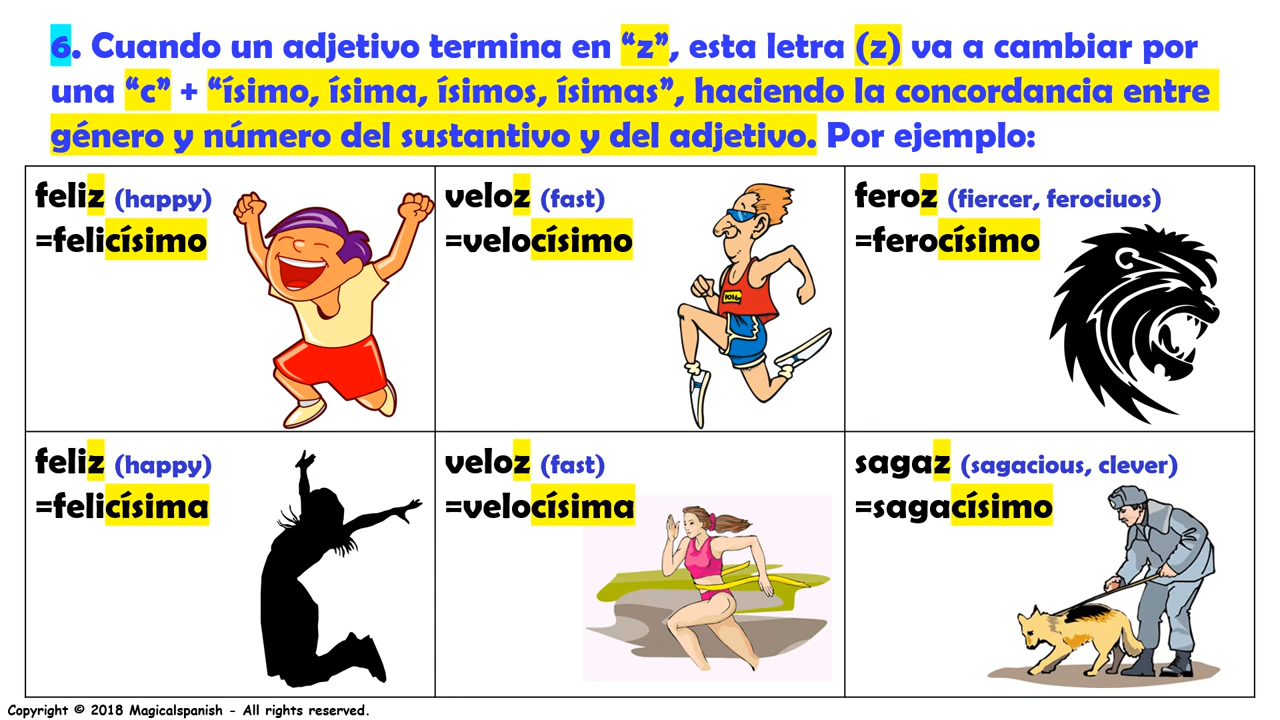 6. Cuando un adjetivo termina en “z”, esta letra (z) va a cambiar por
una “c” + “ísimo, ísima, ísimos, ísimas”, haciendo la concordancia entre
género y número del sustantivo y del adjetivo. Por ejemplo:
feliz (happy)
=felicísimo
veloz (fast)
=velocísimo
1016
feroz (fiercer, ferociuos)
=ferocísimo
feliz (happy)
=felicísima
veloz (fast)
=velocísima
sagaz (sagacious, clever)
=sagacísimo
Copyright © 2018 Magicalspanish - All rights reserved.